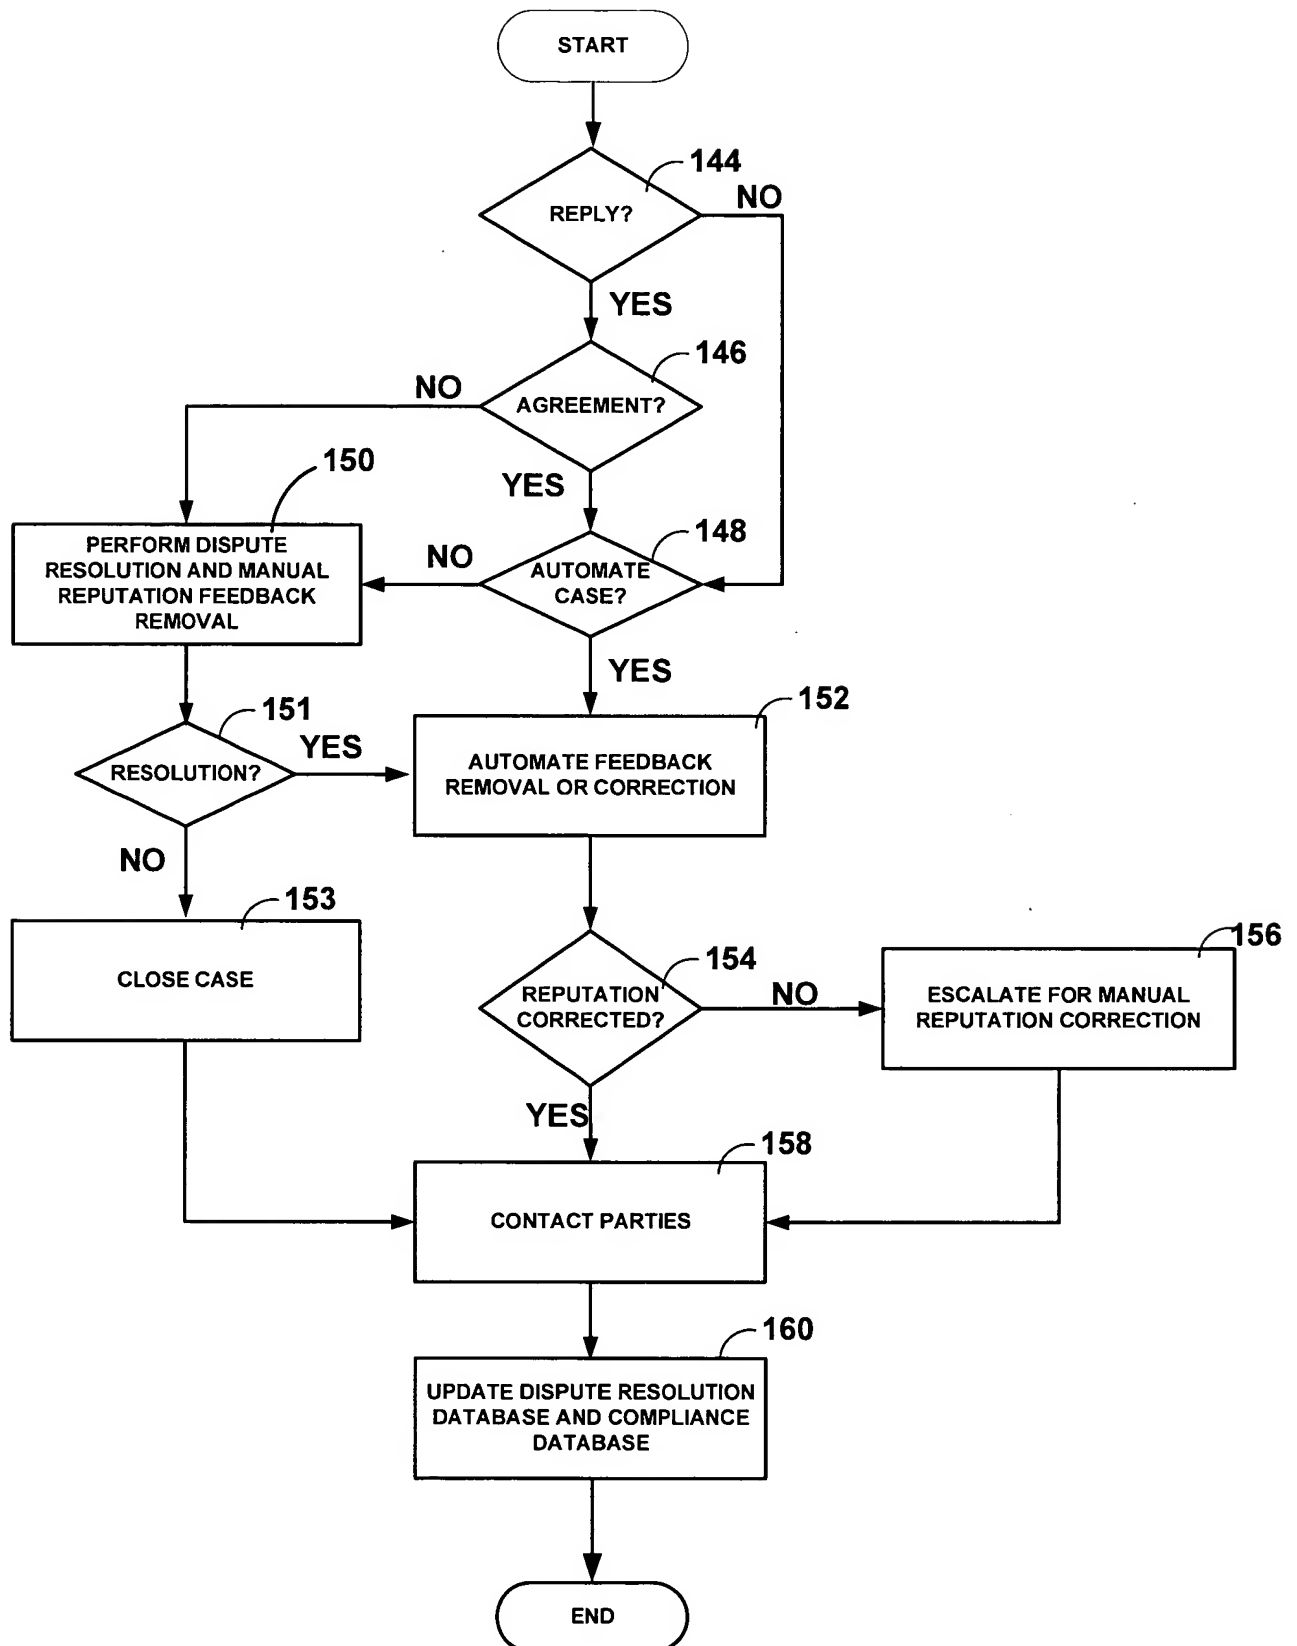 START
144
REPLY?
NO
YES
146
AGREEMENT?
NO
YES
150
PERFORM DISPUTE
RESOLUTION AND MANUAL
REPUTATION FEEDBACK
REMOVAL
148
AUTOMATE
CASE?
NO
YES
151
RESOLUTION?
YES
NO
152
AUTOMATE FEEDBACK
REMOVAL OR CORRECTION
153
CLOSE CASE
154
REPUTATION
CORRECTED?
NO
YES
156
ESCALATE FOR MANUAL
REPUTATION CORRECTION
158
CONTACT PARTIES
160
UPDATE DISPUTE RESOLUTION
DATABASE AND COMPLIANCE
DATABASE
END